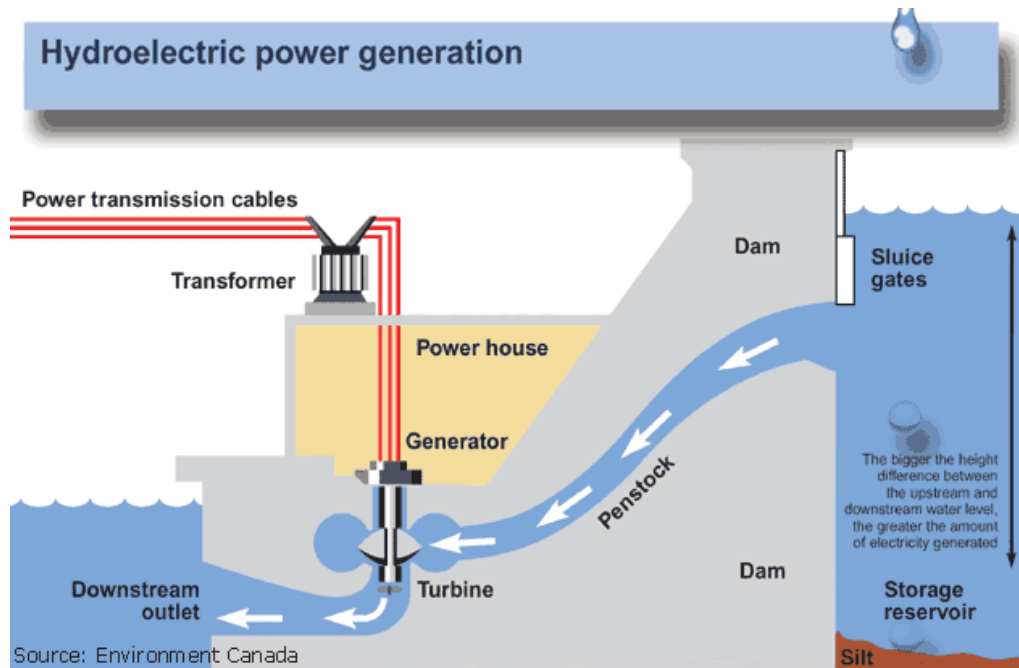 Hydroelectric power generation
Power transmission cables
Transformer
Dam
Sluice
gates
Power house
Generator
The bigger the height
difference between
the upstream and
downstream water level,
the greater the amount
of electricity generated
Penstock
Turbine
Dam
Downstream
outlet
Storage
reservoir
Silt
Source: Environment Canada